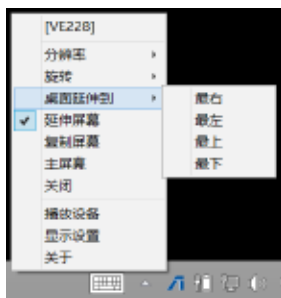 [VE228]
分辨率
旋转
桌面延伸到
最右
最左
最上
最下
延伸屏幕
复制屏幕
主屏幕
关闭
播放设备
显示设置
关于